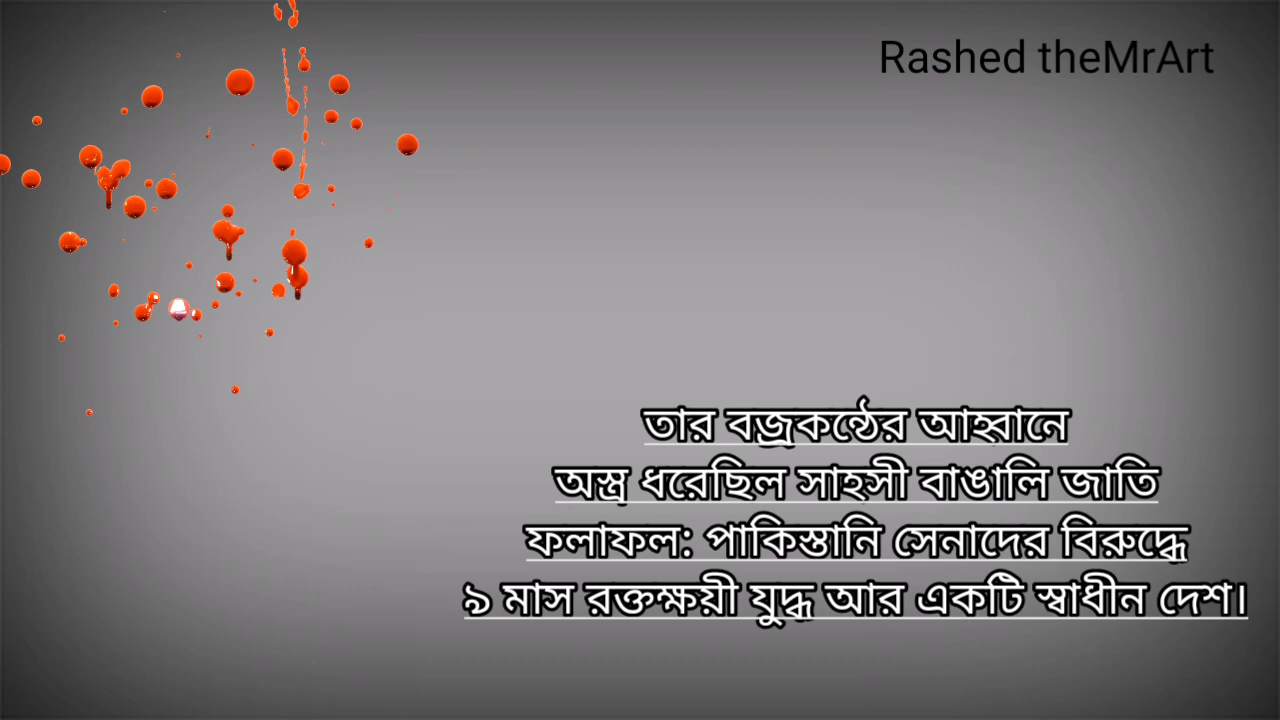 Rashed theMrArt
তার বজ্রকন্ঠের আহ্বানে
অস্ত্র ধরেছিল সাহসী বাঙালি জাতি
ফলাফল: পাকিস্তানি সেনাদের বিরুদ্ধে
৯ মাস রক্তক্ষয়ী যুদ্ধ আর একটি স্বাধীন দেশ।